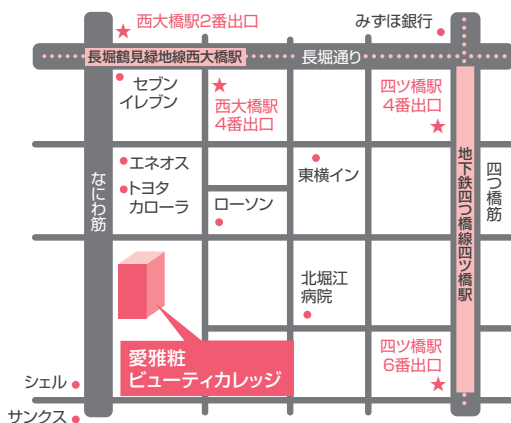 西大橋駅2番出口
みずほ銀行
長堀鶴見緑地線西大橋駅
長堀通り
セブン
イレブン
西大橋駅
4番出口
四ツ橋駅
4番出口
エネオス
トヨタ
カローラ
東横イン
ローソン
なにわ筋
地下鉄四つ橋線四ツ橋駅
四つ橋筋
北堀江
病院
愛雅粧
ビューティカレッジ
四ツ橋駅
6番出口
シェル
サンクス